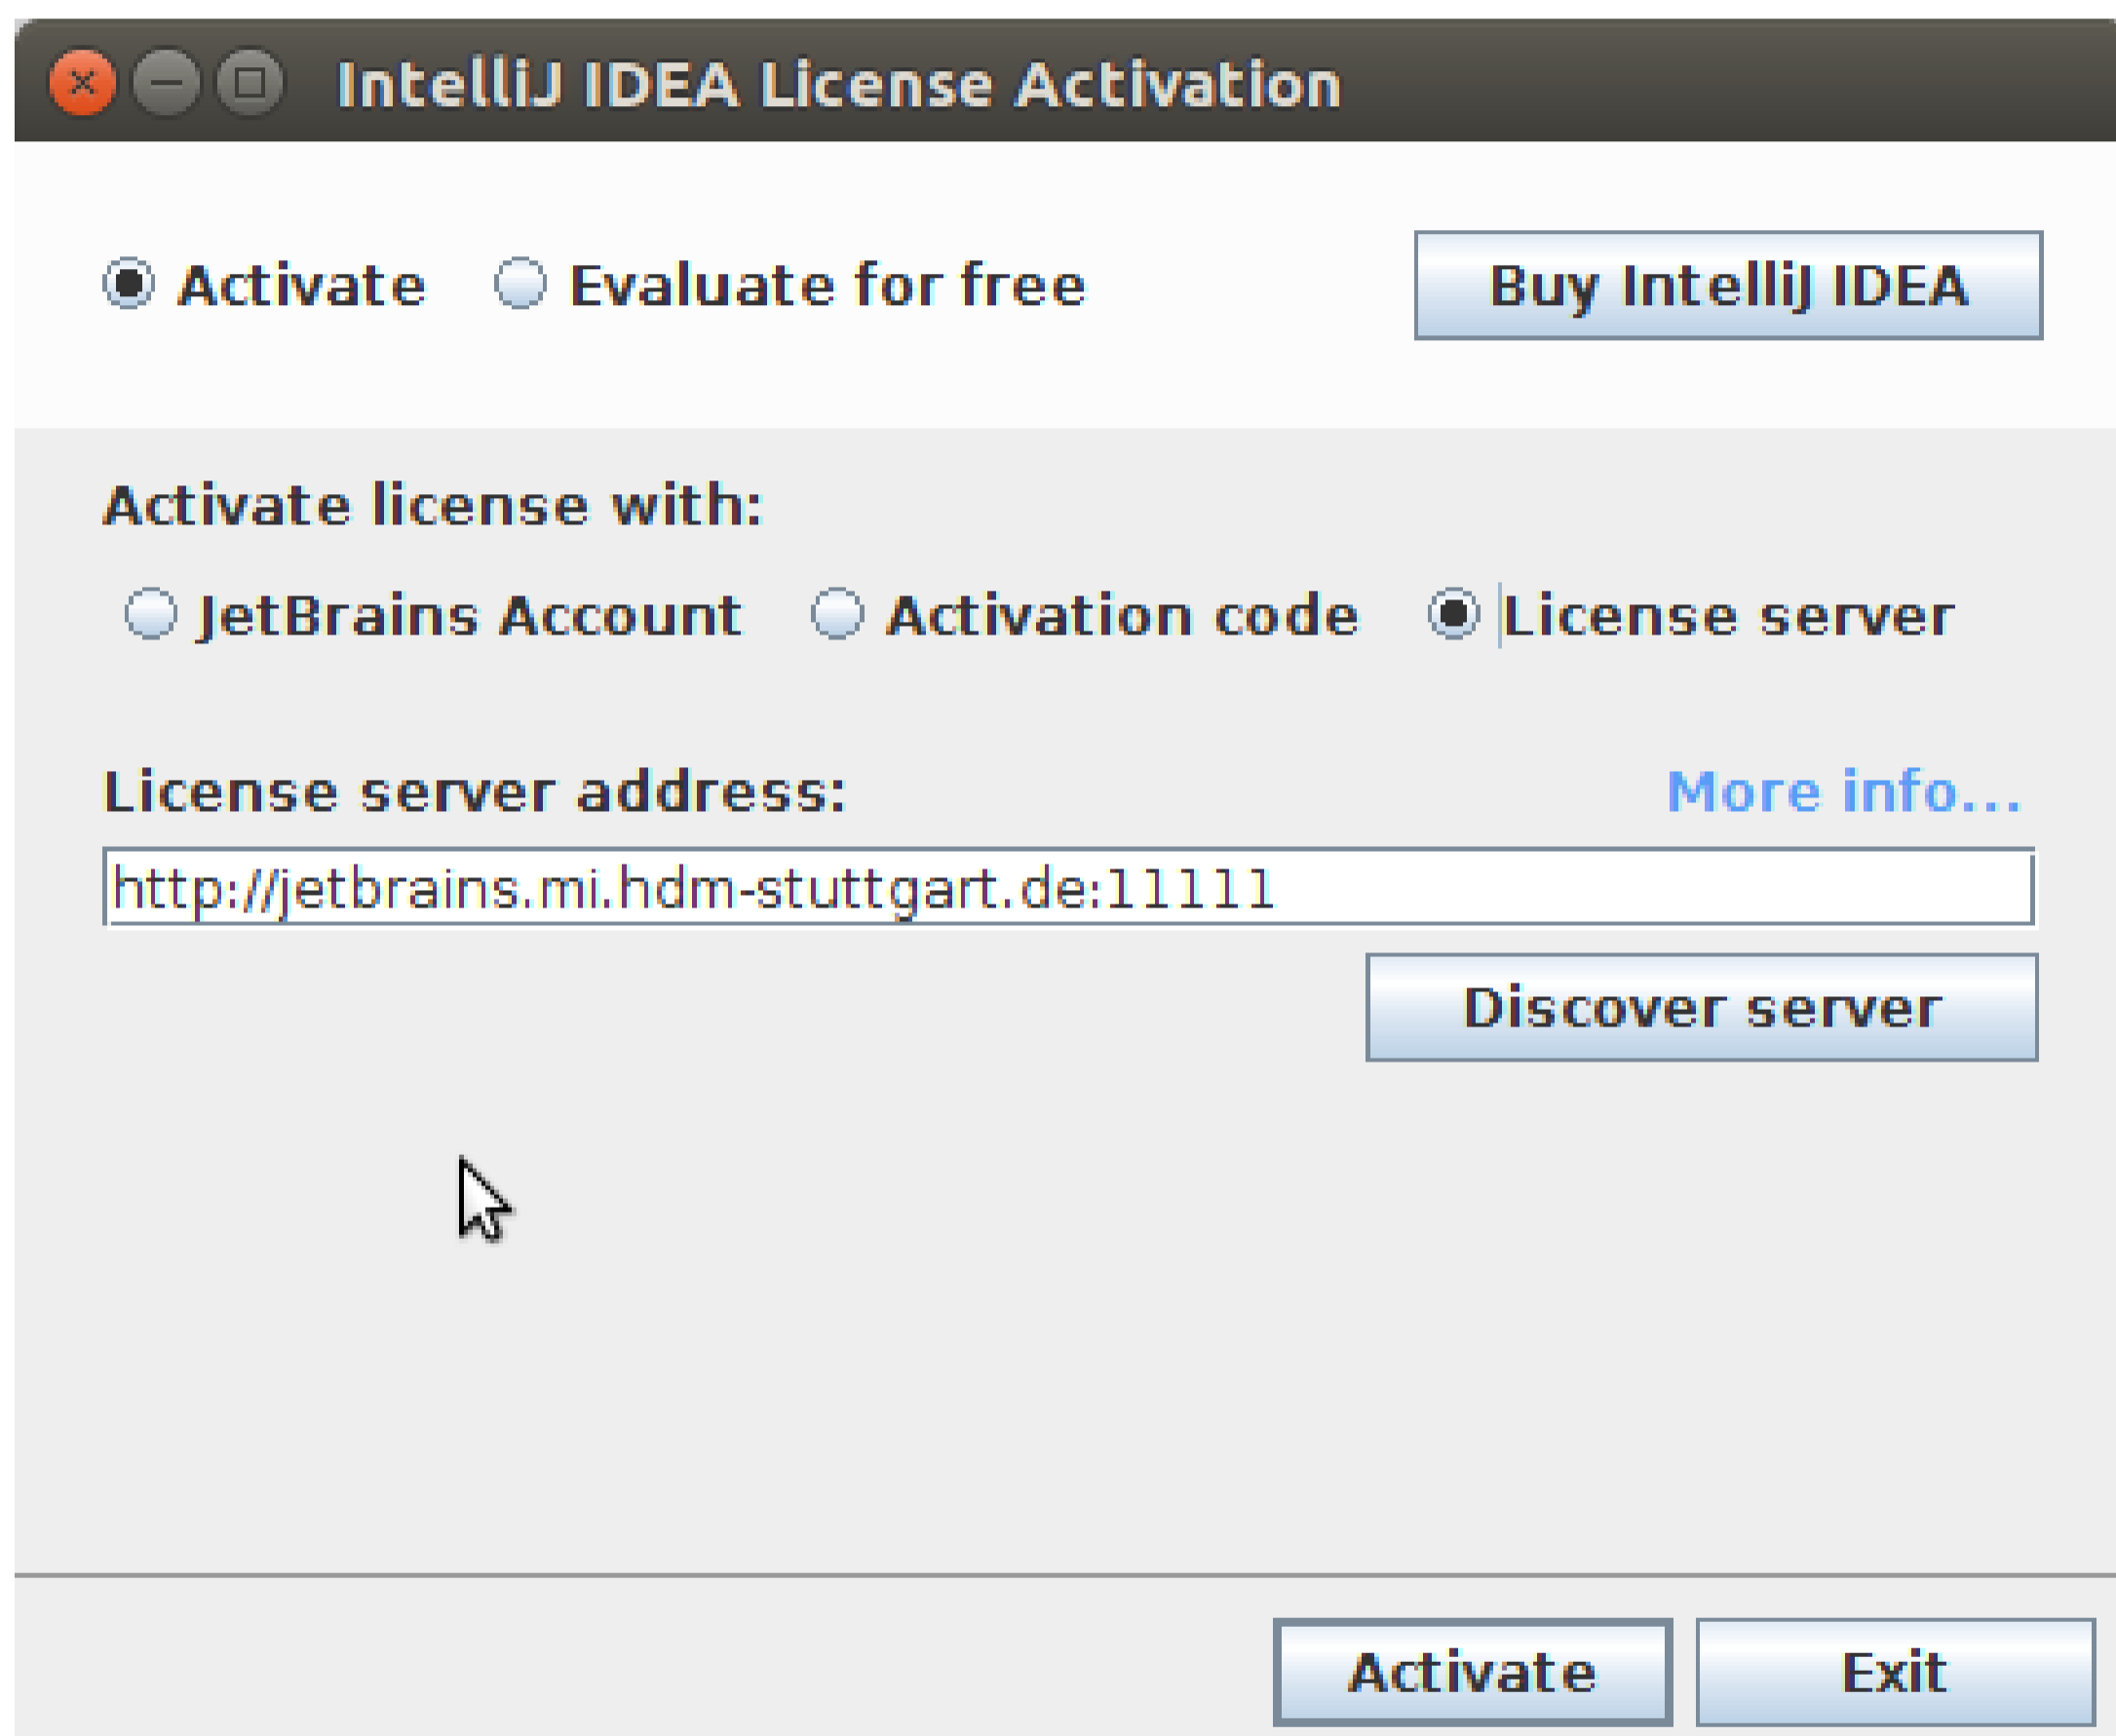 IntelliJ IDEA License Activation
Activate Evaluate for free Buy IntelliJ IDEA
Activate license with:
JetBrains Account Activation code License server
License server address: More info...
http://jetbrains.mi.hdm-stuttgart.de:11111
Discover server
Activate Exit